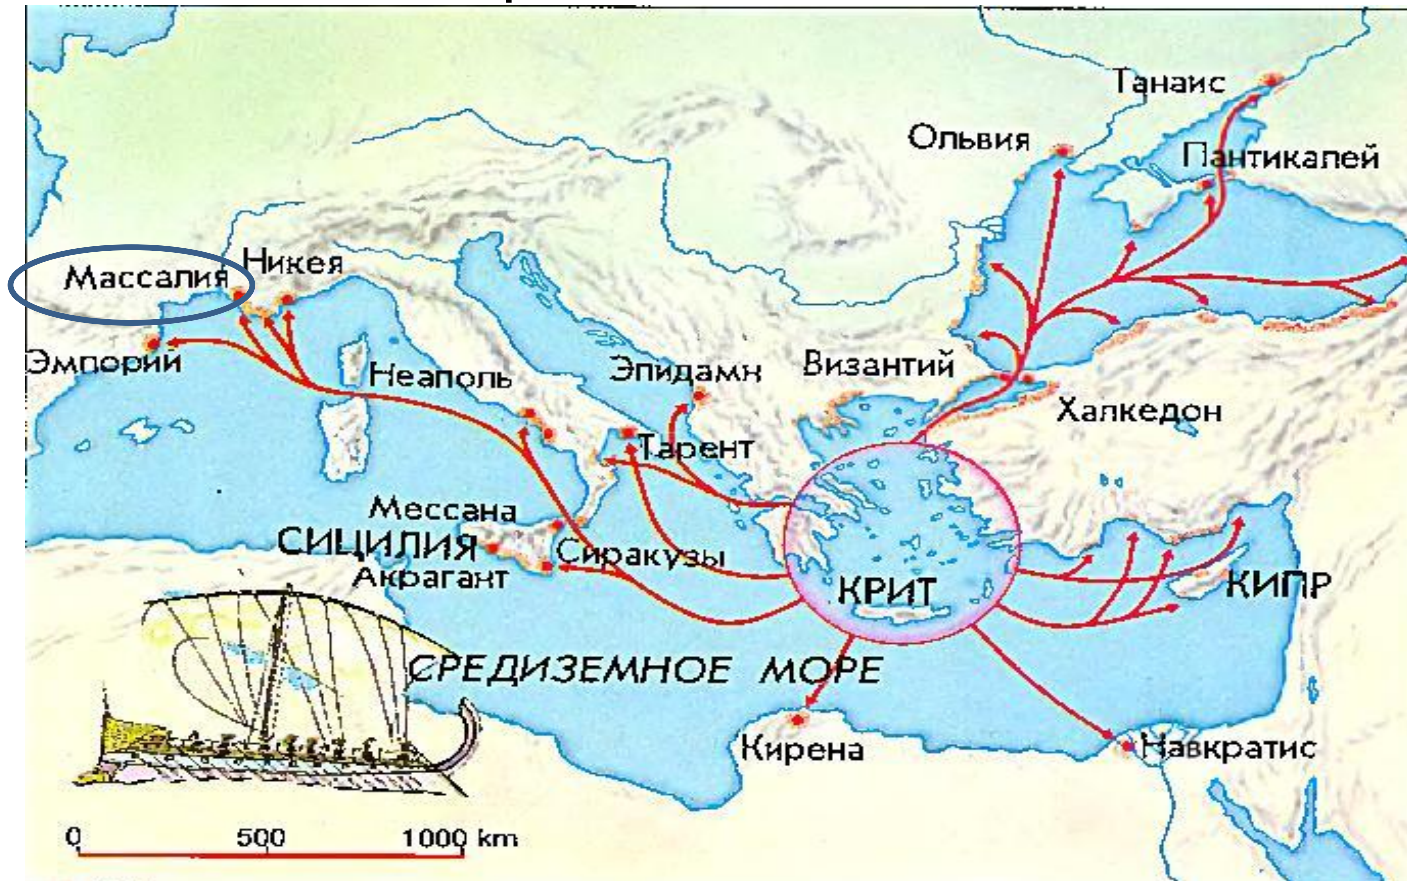 Танаис
Ольвия
Пантикапей
Массалия
Никея
Эмпорий
Неаполь
Эпидамн
Византий
Халкедон
Тарент
Мессана
СИЦИЛИЯ
Сиракузы
Акрагант
КРИТ
КИПР
СРЕДИЗЕМНОЕ МОРЕ
Кирена
Навкратис
0 500 1000 km